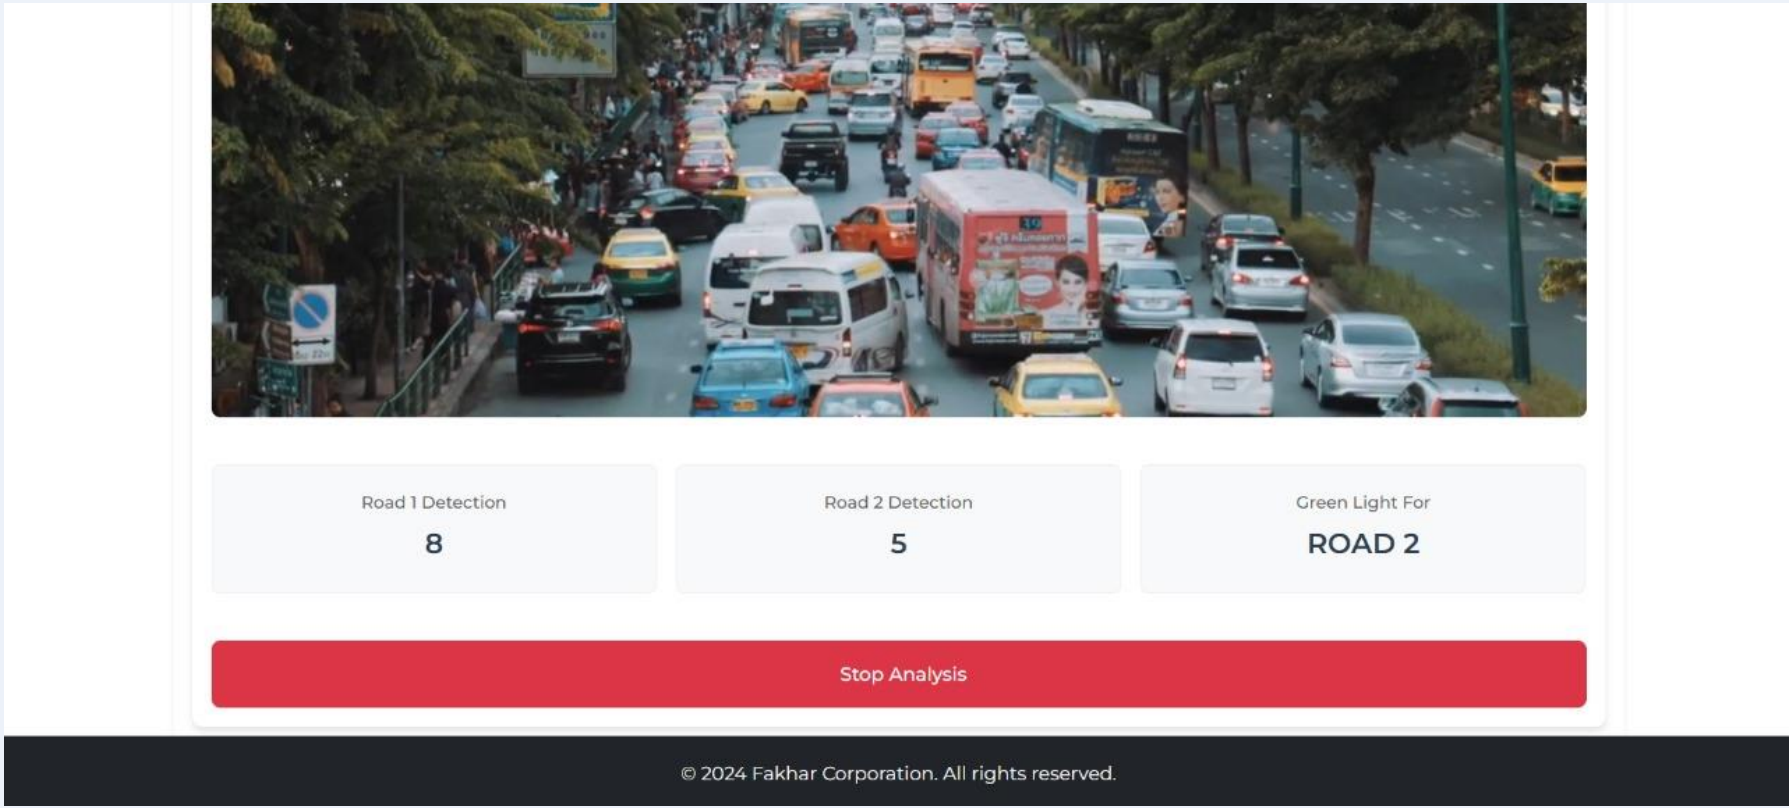 39
Road 1 Detection
8
Road 2 Detection
5
Green Light For
ROAD 2
Stop Analysis
© 2024 Fakhar Corporation. All rights reserved.